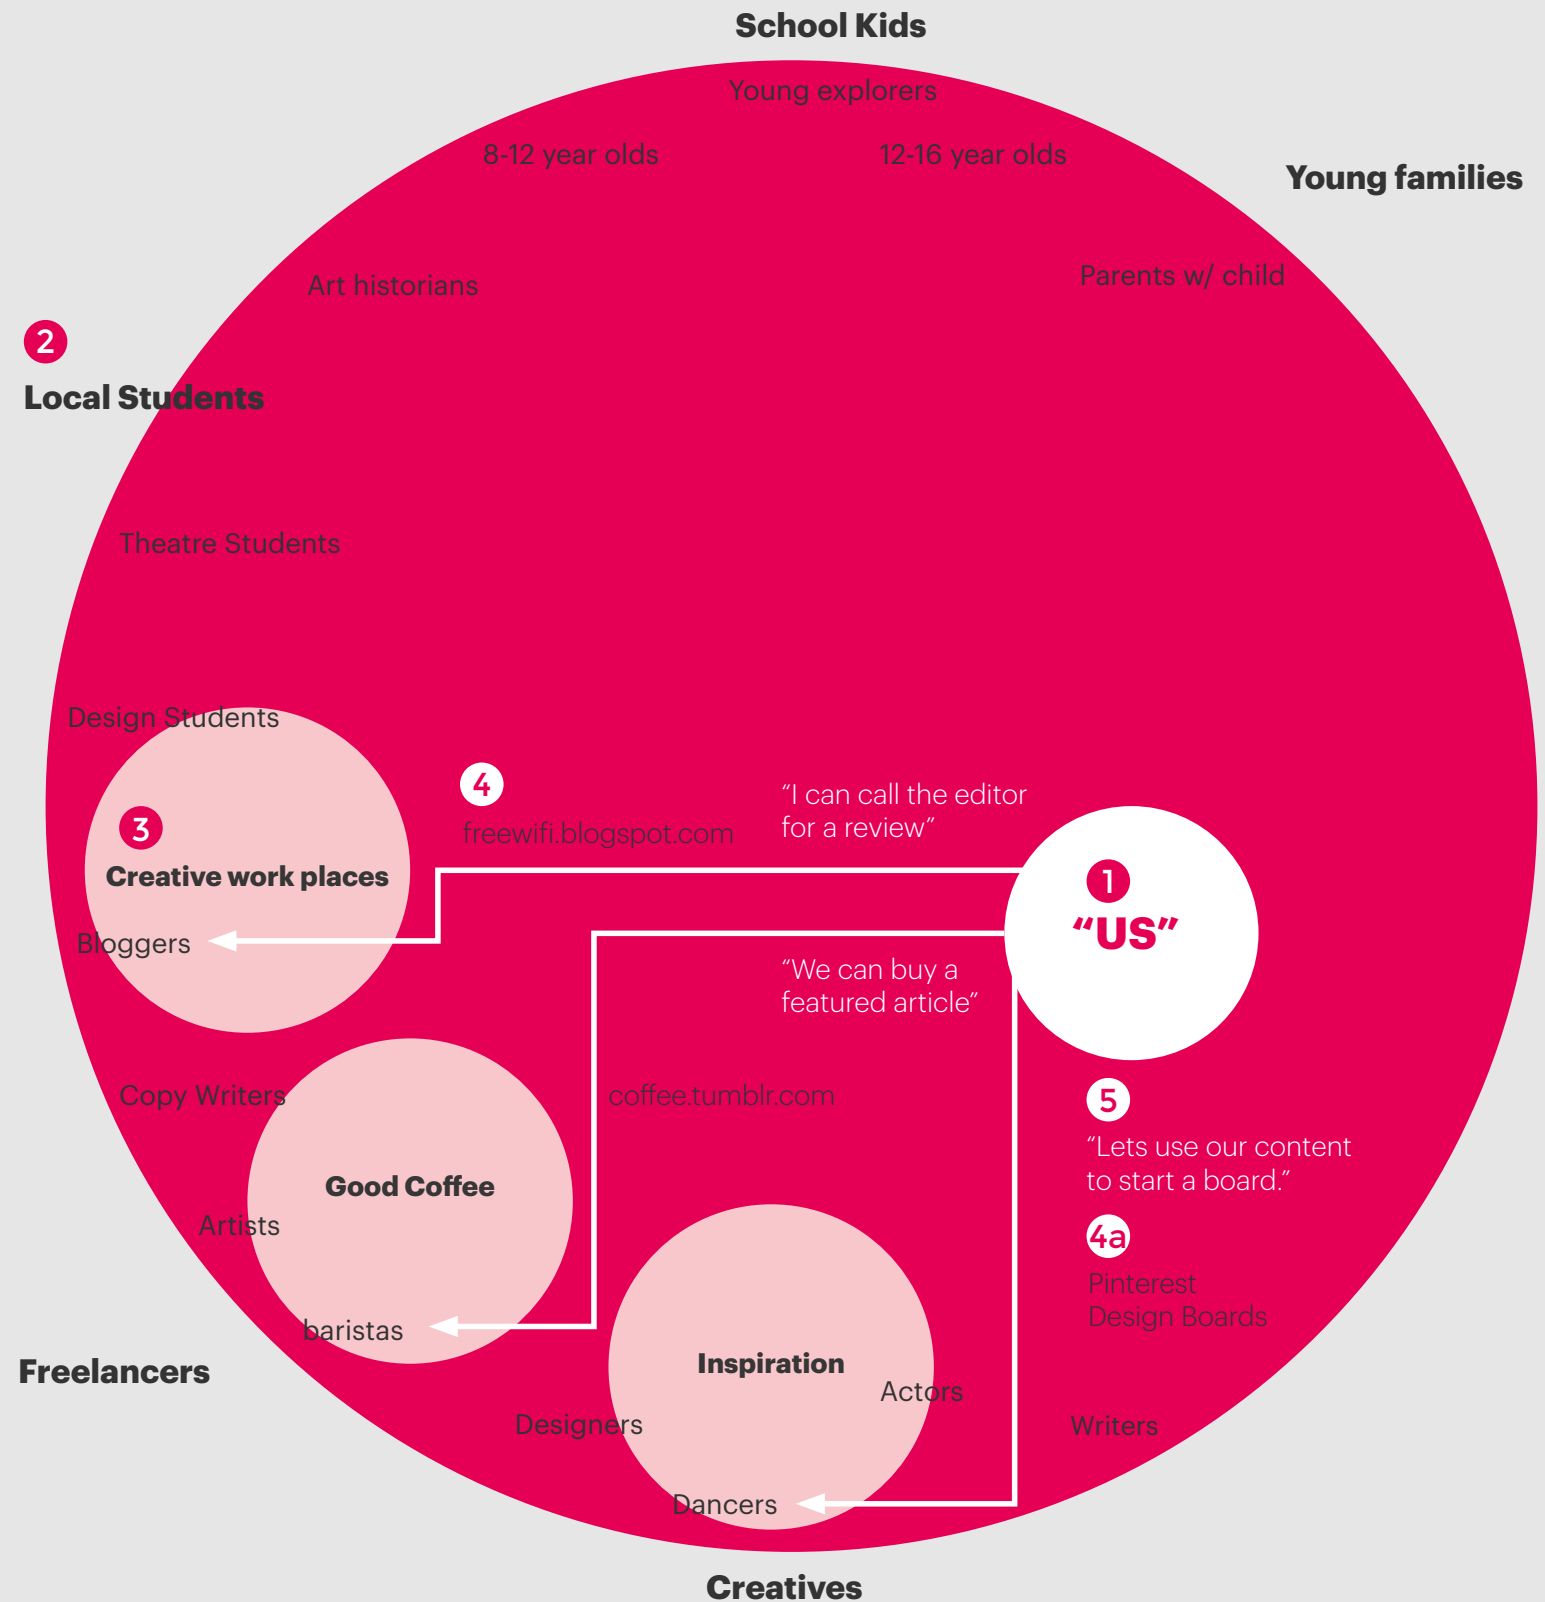 School Kids
Young explorers
8-12 year olds
12-16 year olds
Young families
Art historians
Parents w/ child
2
Local Students
Theatre Students
Design Students
4
freewifi.blogspot.com
“I can call the editor
for a review”
3
Creative work places
1
“US”
Bloggers
“We can buy a
featured article”
Copy Writers
coffee.tumblr.com
5
“Lets use our content
to start a board.”
Good Coffee
Artists
4a
Pinterest
Design Boards
baristas
Freelancers
Inspiration
Actors
Designers
Writers
Dancers
Creatives